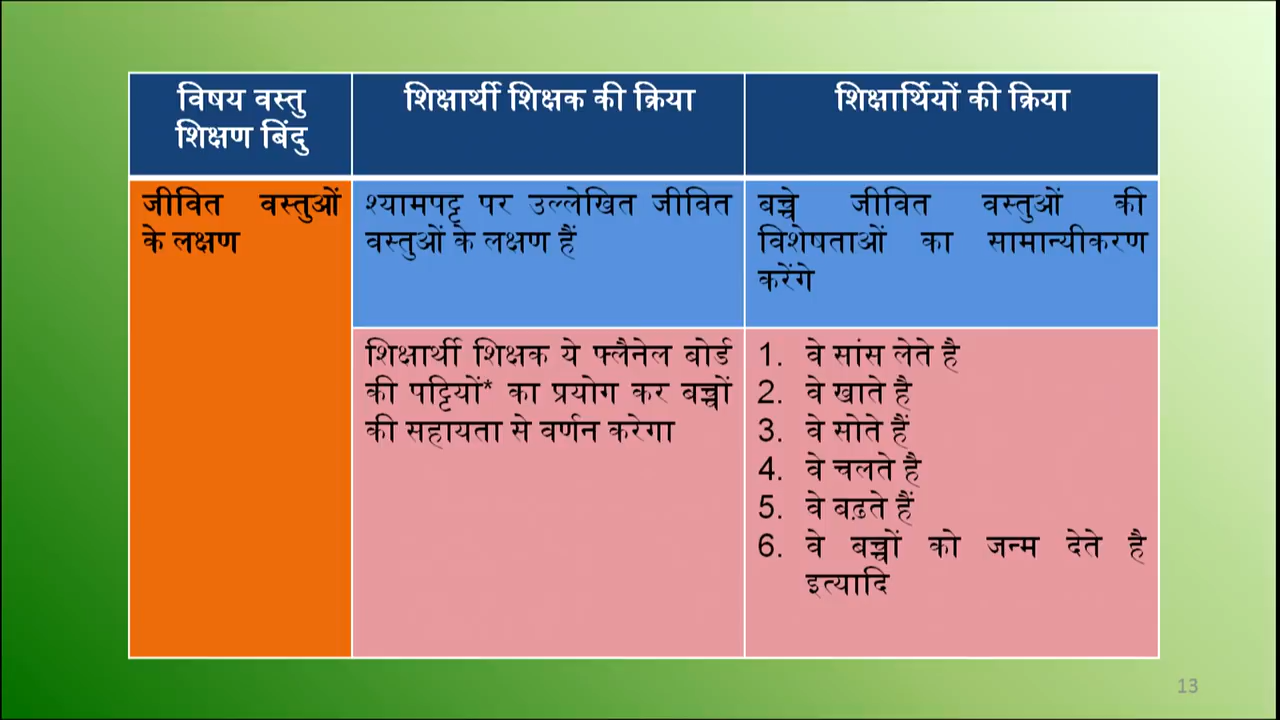 विषय वस्तु
शिक्षण बिंदु
शिक्षार्थी शिक्षक की क्रिया
शिक्षार्थियों की क्रिया
जीवित वस्तुओं
के लक्षण
श्यामपट्ट पर उल्लेखित जीवित
वस्तुओं के लक्षण हैं
बच्चे जीवित वस्तुओं की
विशेषताओं का सामान्यीकरण
करेंगे
शिक्षार्थी शिक्षक ये फ्लैनेल बोर्ड
की पट्टियों* का प्रयोग कर बच्चों
की सहायता से वर्णन करेगा
1. वे सांस लेते है
2. वे खाते है
3. वे सोते हैं
4. वे चलते है
5. वे बढ़ते हैं
6. वे बच्चों को जन्म देते है
इत्यादि
13